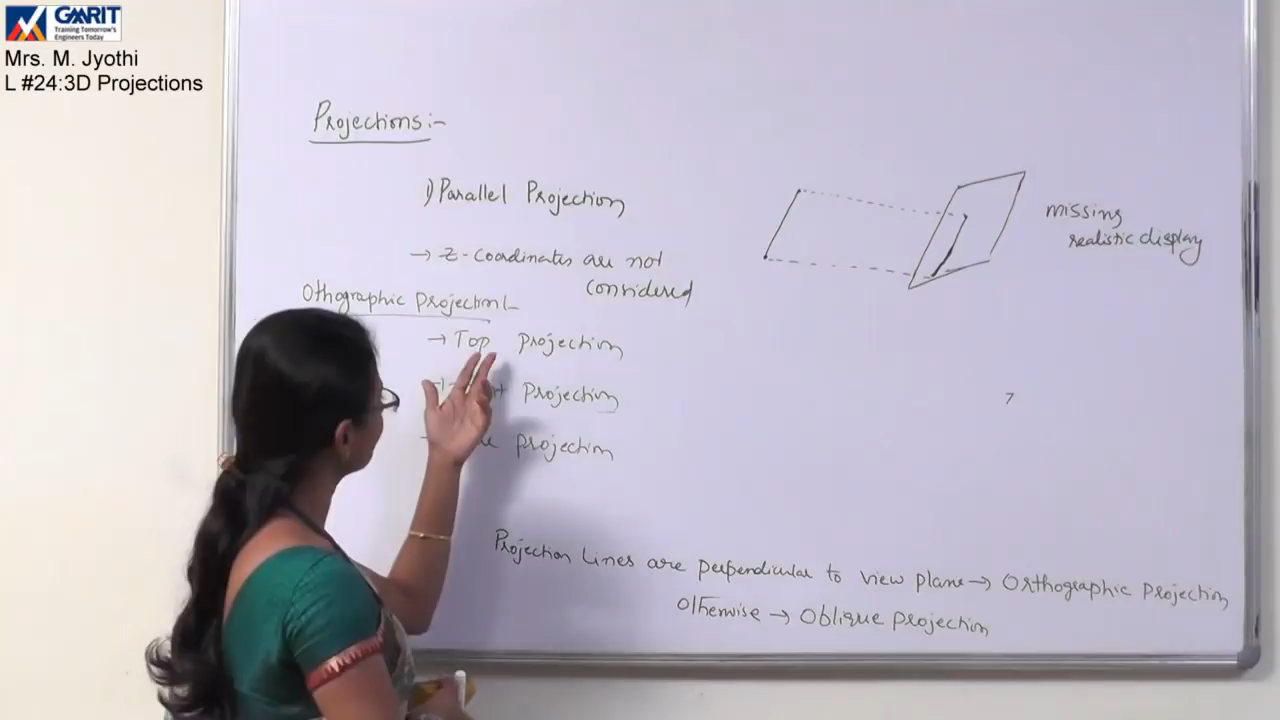 GMRIT
Training Tomorrow's
Engineers Today
Mrs. M. Jyothi
L #24:3D Projections
Projections:-
1) Parallel Projection
→ Z-Coordinates are not
Considered
Othographic projection:-
→ Top projection
projection
projection
missing
realistic display
Projection Lines are perpendicular to view plane → Orthographic projection
Otherwise → Oblique projection